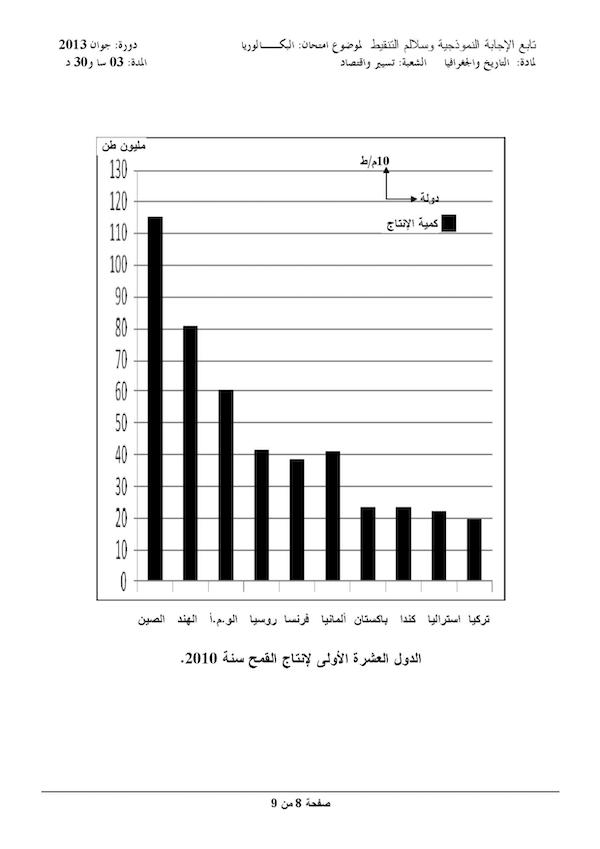 تابع الإجابة النموذجية وسلالم التنقيط لموضوع امتحان: البكـــالوريا دورة: جوان 2013
لمادة: التاريخ والجغرافيا الشعبة: تسيير واقتصاد المدة: 03 سا و30 د
مليون طن
10م/ط
دولة
كمية الإنتاج
130
120
110
100
90
80
70
60
50
40
30
20
10
0
الصين الهند الو.م.أ روسيا فرنسا ألمانيا باكستان كندا استراليا تركيا
الدول العشرة الأولى لإنتاج القمح سنة 2010.
صفحة 8 من 9